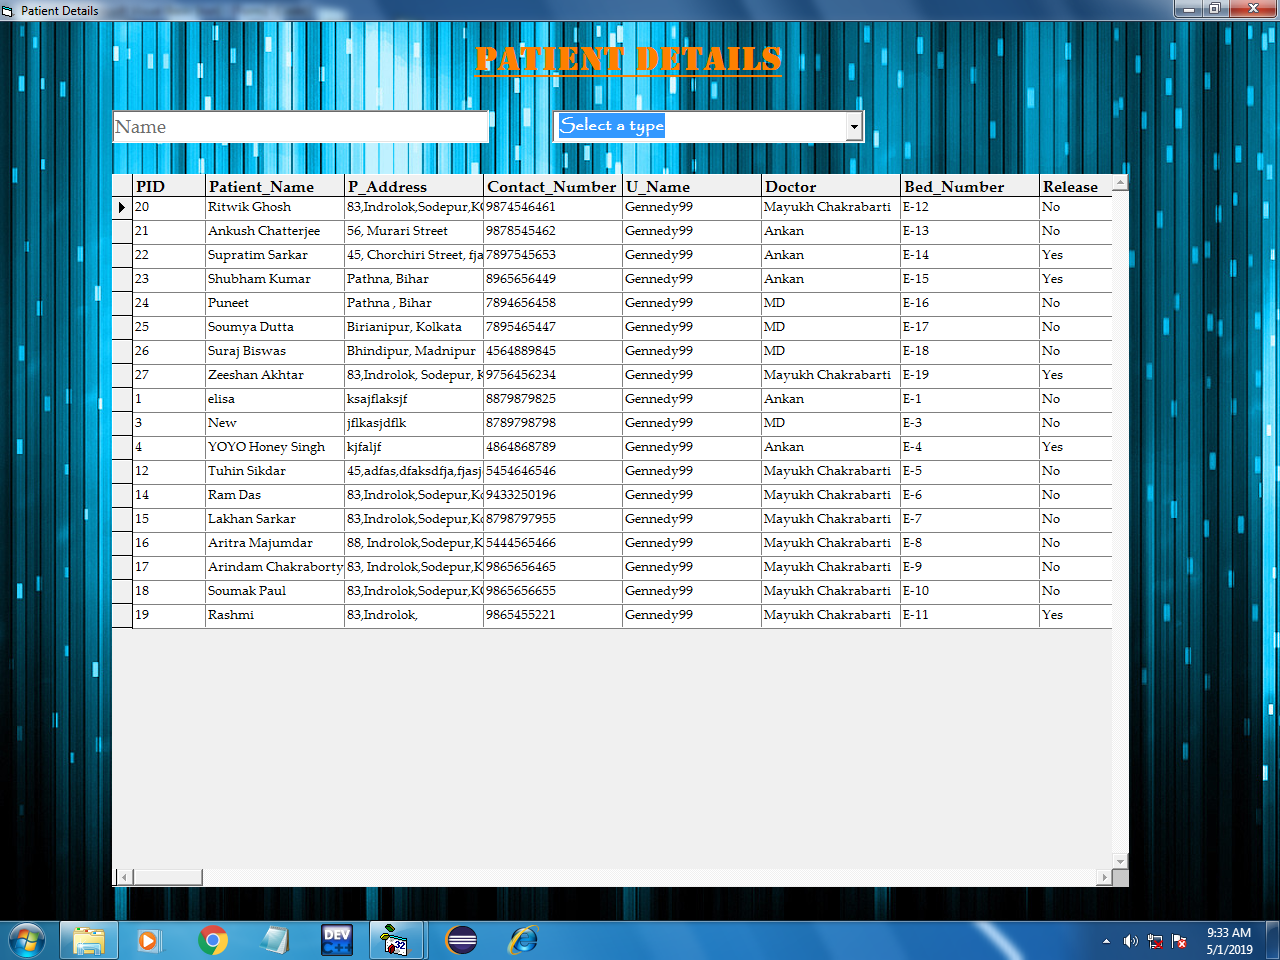 Patient Details
PATIENT DETAILS
Name
Select a type
PID Patient_Name P_Address Contact_Number U_Name Doctor Bed_Number Release
20 Ritwik Ghosh 83,Indrolok,Sodepur,KO 9874546461 Gennedy99 Mayukh Chakrabarti E-12 No
21 Ankush Chatterjee 56, Murari Street 9878545462 Gennedy99 Ankan E-13 No
22 Supratim Sarkar 45, Chorchiri Street, fja 7897545653 Gennedy99 Ankan E-14 Yes
23 Shubham Kumar Pathna, Bihar 8965656449 Gennedy99 Ankan E-15 Yes
24 Puneet Pathna , Bihar 7894656458 Gennedy99 MD E-16 No
25 Soumya Dutta Birianipur, Kolkata 7895465447 Gennedy99 MD E-17 No
26 Suraj Biswas Bhindipur, Madnipur 4564889845 Gennedy99 MD E-18 No
27 Zeeshan Akhtar 83,Indrolok, Sodepur, K 9756456234 Gennedy99 Mayukh Chakrabarti E-19 Yes
1 elisa ksajflaksjf 8879879825 Gennedy99 Ankan E-1 No
3 New jflkasjdflk 8789798798 Gennedy99 MD E-3 No
4 YOYO Honey Singh kjfaljf 4864868789 Gennedy99 Ankan E-4 Yes
12 Tuhin Sikdar 45,adfas,dfaksdfja,fjasj 5454646546 Gennedy99 Mayukh Chakrabarti E-5 No
14 Ram Das 83,Indrolok,Sodepur,Ko 9433250196 Gennedy99 Mayukh Chakrabarti E-6 No
15 Lakhan Sarkar 83,Indrolok,Sodepur,Ko 8798797955 Gennedy99 Mayukh Chakrabarti E-7 No
16 Aritra Majumdar 88, Indrolok,Sodepur,K 5444565466 Gennedy99 Mayukh Chakrabarti E-8 No
17 Arindam Chakraborty 83, Indrolok,Sodepur,K 9865656465 Gennedy99 Mayukh Chakrabarti E-9 No
18 Soumak Paul 83,Indrolok,Sodepur,KO 9865656655 Gennedy99 Mayukh Chakrabarti E-10 No
19 Rashmi 83,Indrolok, 9865455221 Gennedy99 Mayukh Chakrabarti E-11 Yes
DEV
C++
32
9:33 AM
5/1/2019